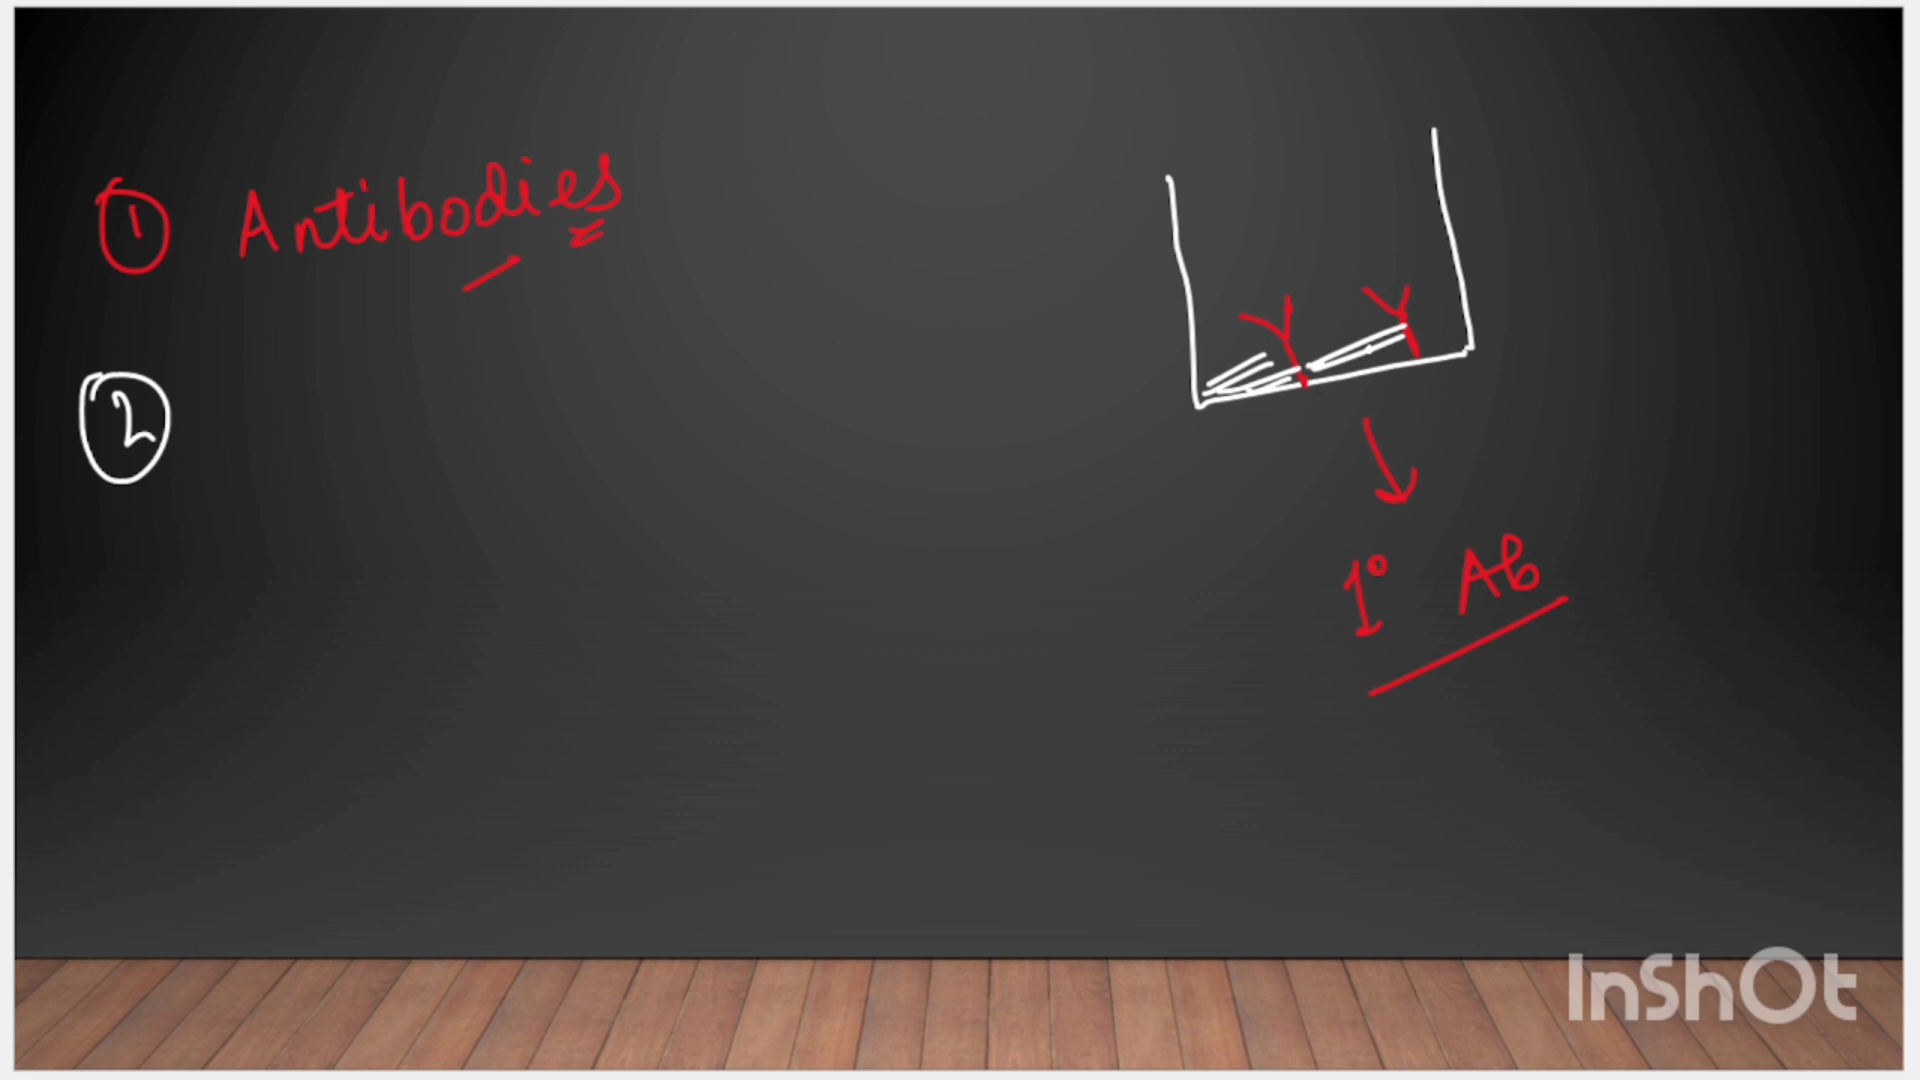 ① Antibodies
②
1° Ab
InShOt